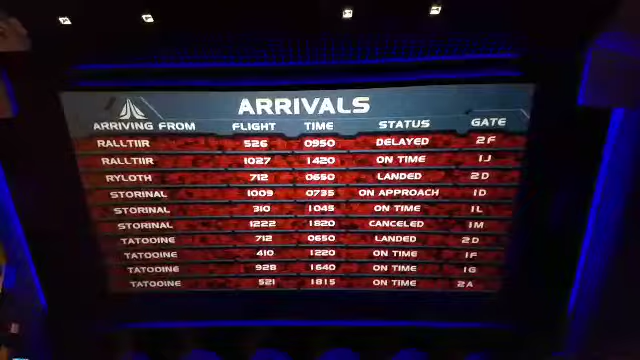 ARRIVALS
ARRIVING FROM FLIGHT TIME STATUS GATE
RALLTIIR 526 0950 DELAYED 2F
RALLTIIR 1027 1420 ON TIME 1J
RYLOTH 712 0650 LANDED 2D
STORINAL 1009 0735 ON APPROACH 1D
STORINAL 310 1045 ON TIME 1L
STORINAL 1222 1820 CANCELED 1M
TATOOINE 712 0650 LANDED 2D
TATOOINE 410 1220 ON TIME 1F
TATOOINE 928 1640 ON TIME 1G
TATOOINE 521 1815 ON TIME 2A